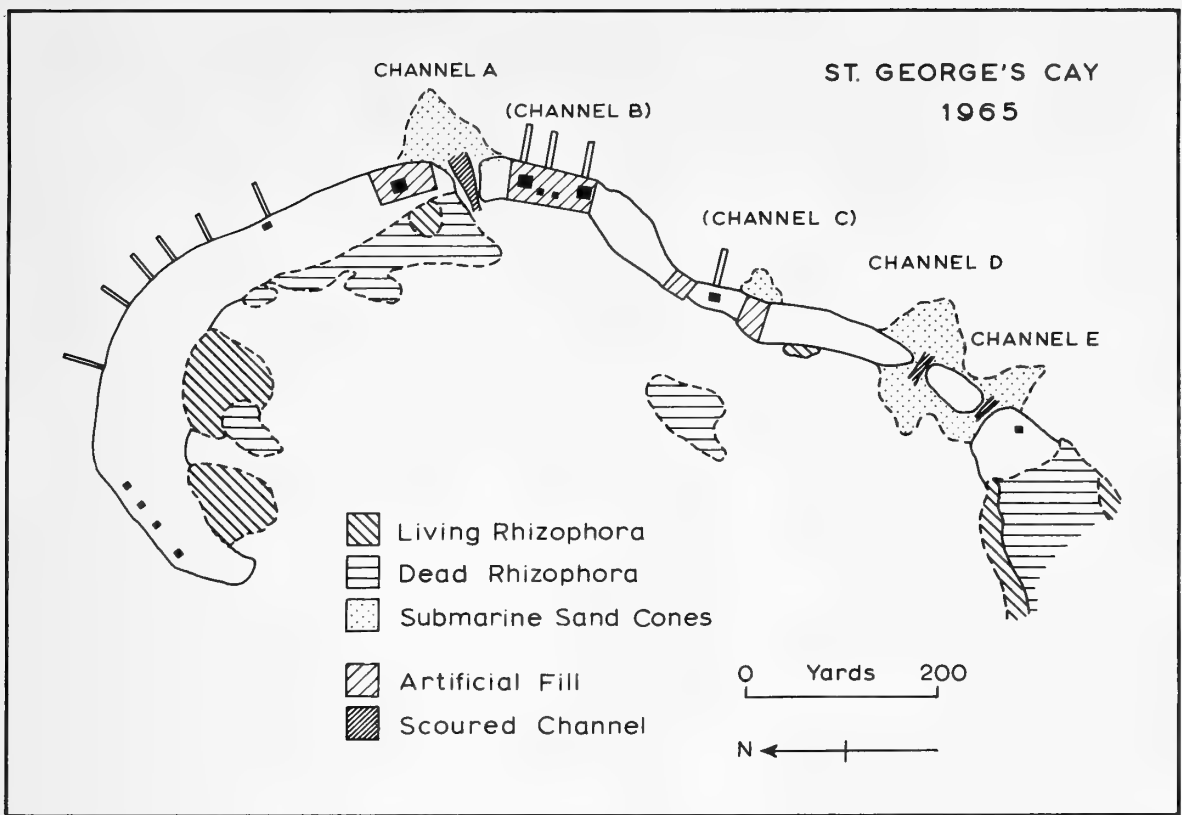 ST. GEORGE'S CAY
1965
CHANNEL A
(CHANNEL B)
(CHANNEL C)
CHANNEL D
CHANNEL E
Living Rhizophora
Dead Rhizophora
Submarine Sand Cones
Artificial Fill
Scoured Channel
0 Yards 200
N